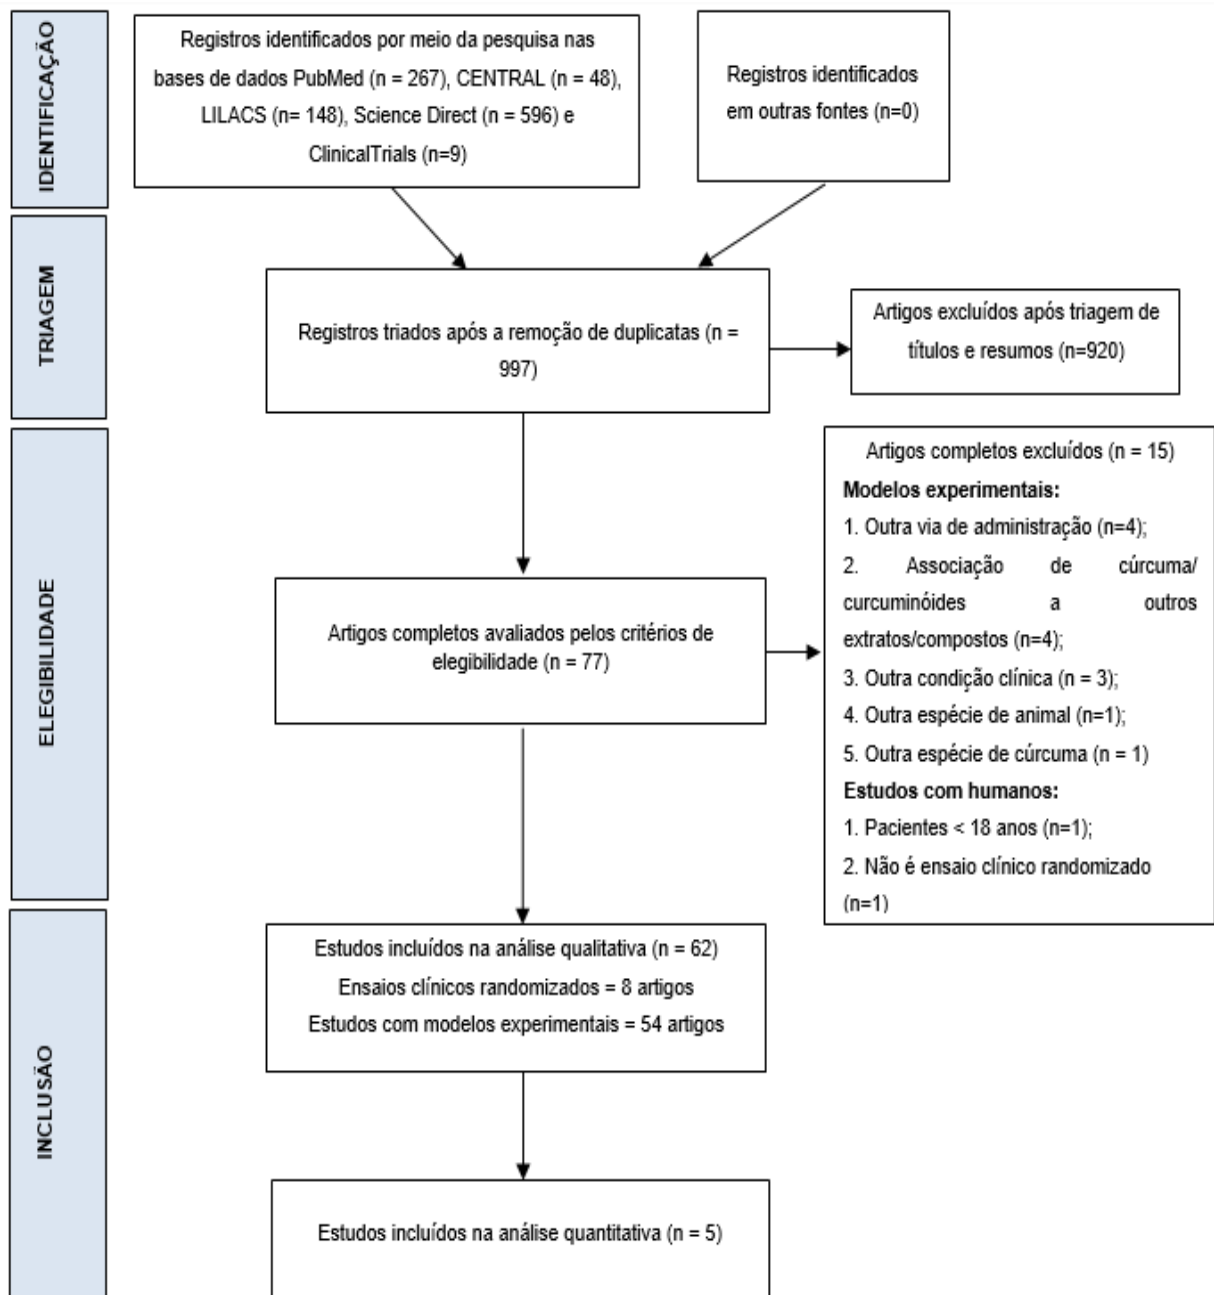 IDENTIFICAÇÃO
Registros identificados por meio da pesquisa nas
bases de dados PubMed (n = 267), CENTRAL (n = 48),
LILACS (n= 148), Science Direct (n = 596) e
ClinicalTrials (n=9)
Registros identificados
em outras fontes (n=0)
TRIAGEM
Registros triados após a remoção de duplicatas (n =
997)
Artigos excluídos após triagem de
títulos e resumos (n=920)
ELEGIBILIDADE
Artigos completos avaliados pelos critérios de
elegibilidade (n = 77)
Artigos completos excluídos (n = 15)
Modelos experimentais:
1. Outra via de administração (n=4);
2. Associação de cúrcuma/
curcuminóides a outros
extratos/compostos (n=4);
3. Outra condição clínica (n = 3);
4. Outra espécie de animal (n=1);
5. Outra espécie de cúrcuma (n = 1)
Estudos com humanos:
1. Pacientes < 18 anos (n=1);
2. Não é ensaio clínico randomizado
(n=1)
INCLUSÃO
Estudos incluídos na análise qualitativa (n = 62)
Ensaios clínicos randomizados = 8 artigos
Estudos com modelos experimentais = 54 artigos
Estudos incluídos na análise quantitativa (n = 5)